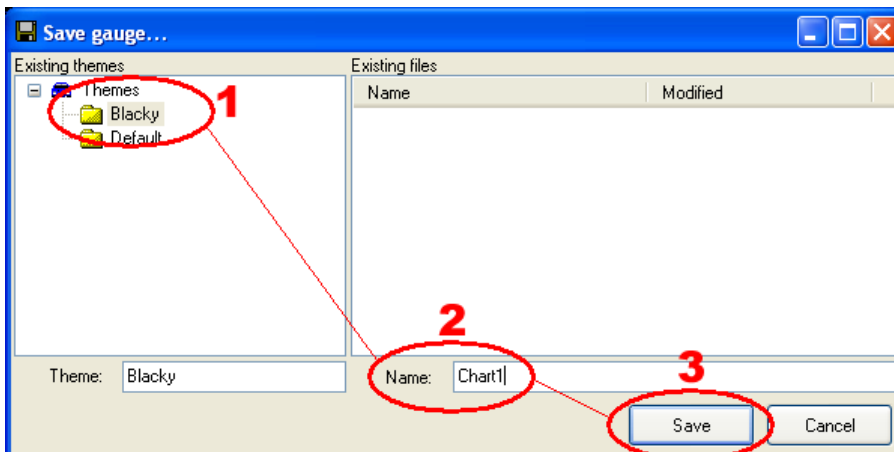 Save gauge...
Existing themes
Existing files
Themes
Blacky
Default
1
Name Modified
2
3
Theme: Blacky
Name: Chart1
Save Cancel